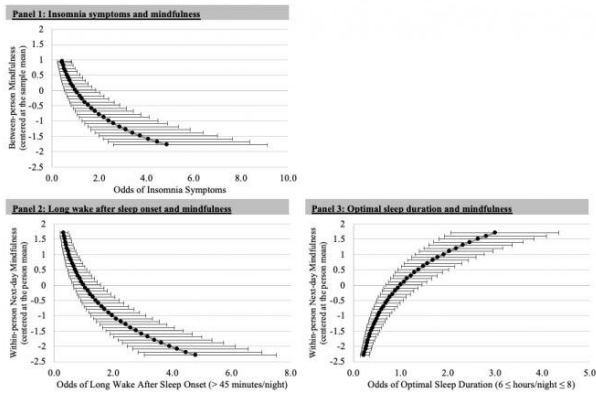 Panel 1: Insomnia symptoms and mindfulness
Between-person Mindfulness
(centered at the sample mean)
2
1.5
1
0.5
0
-0.5
-1
-1.5
-2
-2.5
0.0 2.0 4.0 6.0 8.0 10.0
Odds of Insomnia Symptoms
Panel 2: Long wake after sleep onset and mindfulness
Within-person Next-day Mindfulness
(centered at the person mean)
2
1.5
1
0.5
0
-0.5
-1
-1.5
-2
-2.5
0.0 2.0 4.0 6.0 8.0
Odds of Long Wake After Sleep Onset (> 45 minutes/night)
Panel 3: Optimal sleep duration and mindfulness
Within-person Next-day Mindfulness
(centered at the person mean)
2
1.5
1
0.5
0
-0.5
-1
-1.5
-2
-2.5
0.0 1.0 2.0 3.0 4.0 5.0
Odds of Optimal Sleep Duration (6 ≤ hours/night ≤ 8)